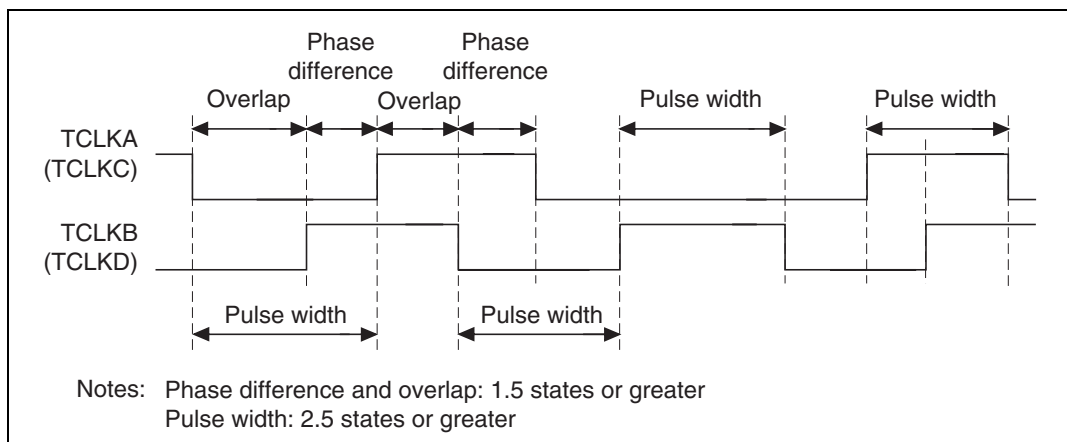 Phase
difference
Phase
difference
Overlap
Overlap
Pulse width
Pulse width
TCLKA
(TCLKC)
TCLKB
(TCLKD)
Pulse width
Pulse width
Notes: Phase difference and overlap: 1.5 states or greater
Pulse width: 2.5 states or greater